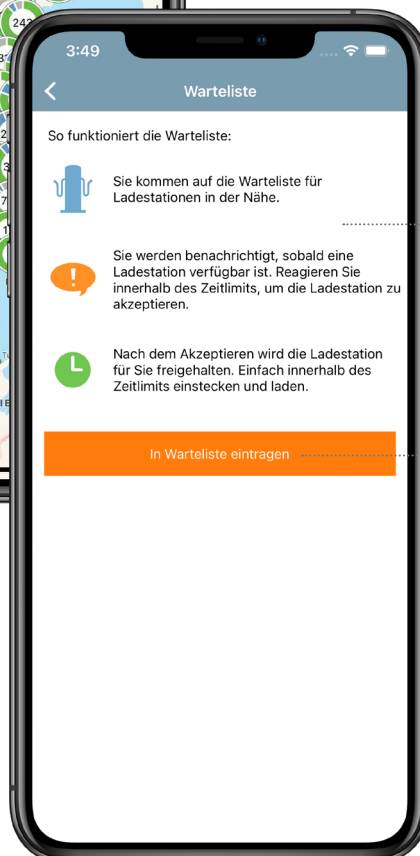 3:49
Warteliste
So funktioniert die Warteliste:
Sie kommen auf die Warteliste für
Ladestationen in der Nähe.
Sie werden benachrichtigt, sobald eine
Ladestation verfügbar ist. Reagieren Sie
innerhalb des Zeitlimits, um die Ladestation zu
akzeptieren.
Nach dem Akzeptieren wird die Ladestation
für Sie freigehalten. Einfach innerhalb des
Zeitlimits einstecken und laden.
In Warteliste eintragen